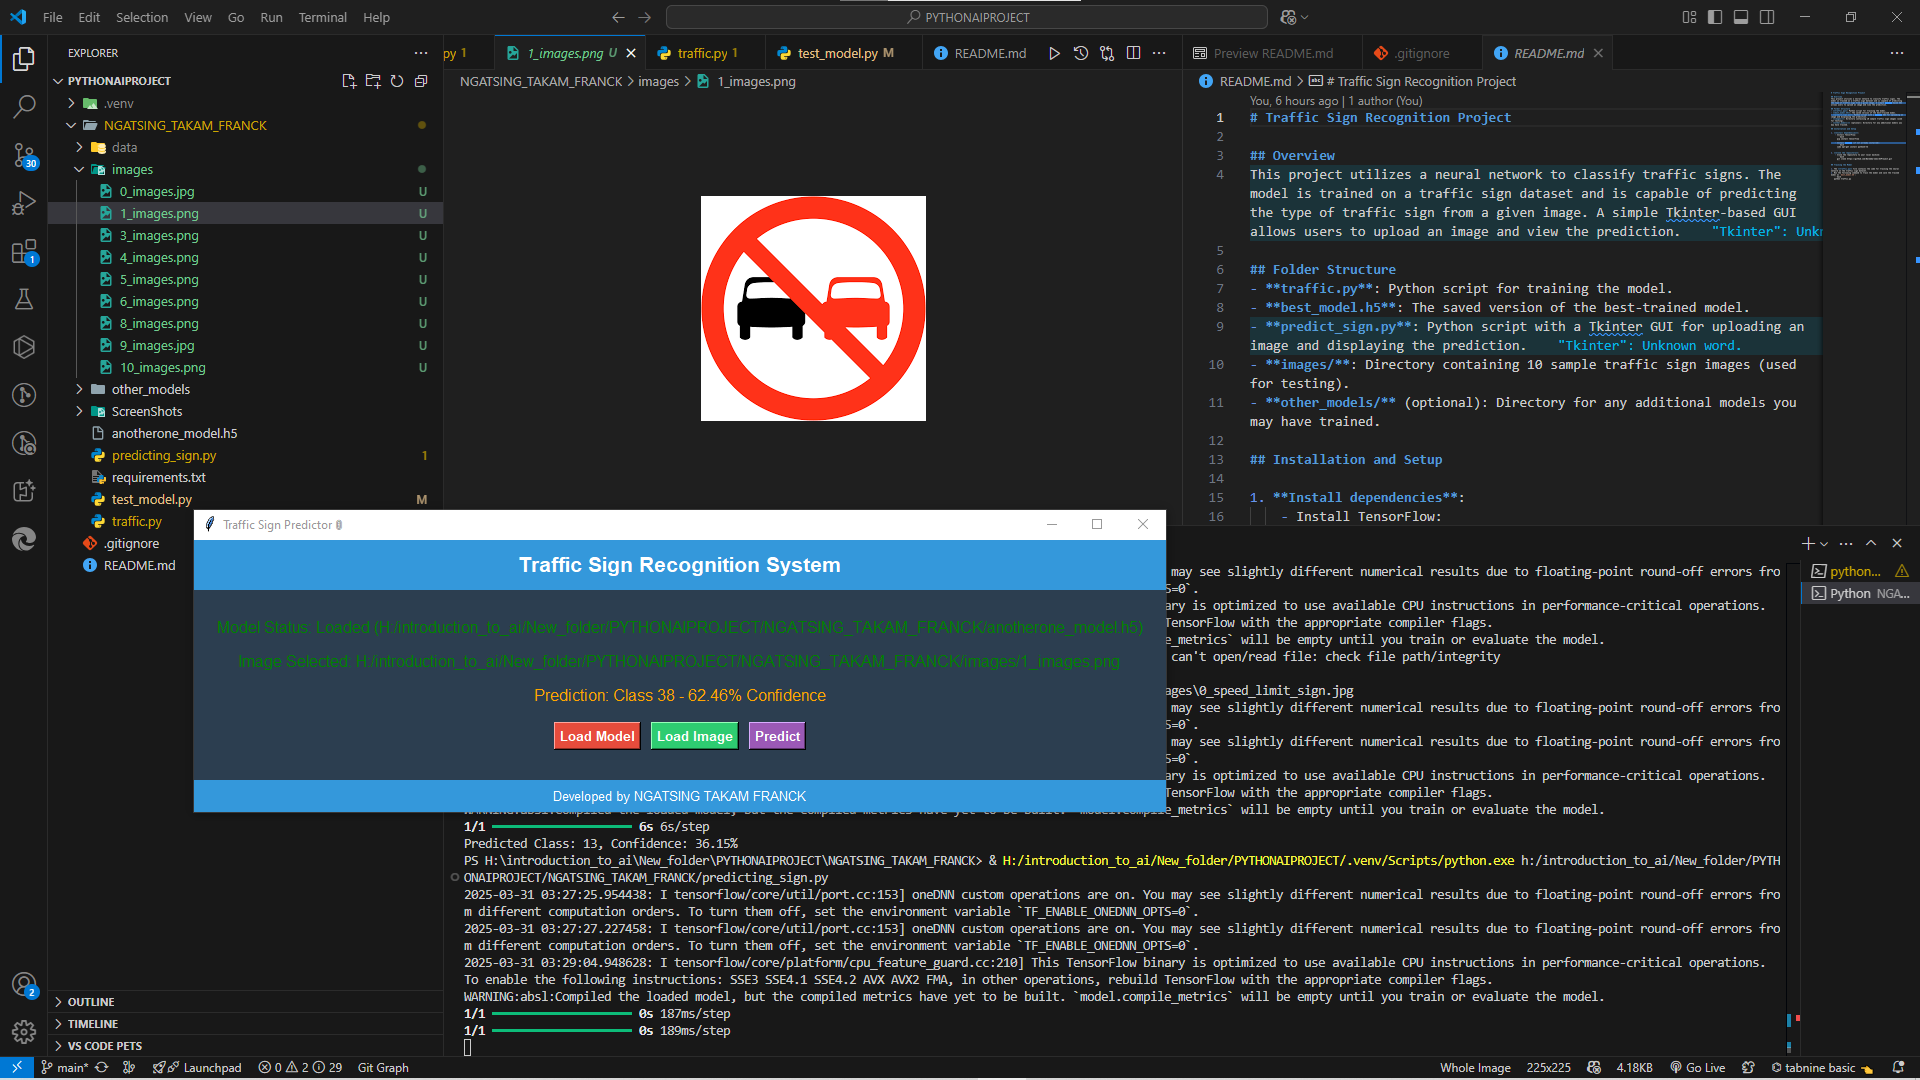 File Edit Selection View Go Run Terminal Help
PYTHONAIPROJECT
EXPLORER
PYTHONAIPROJECT
.venv
NGATSING_TAKAM_FRANCK
data
images
0_images.jpg U
1_images.png U
3_images.png U
4_images.png U
5_images.png U
6_images.png U
8_images.png U
9_images.jpg U
10_images.png U
other_models
ScreenShots
anotherone_model.h5
predicting_sign.py 1
requirements.txt
test_model.py M
traffic.py
.gitignore
README.md
OUTLINE
TIMELINE
VS CODE PETS
30
1
2
py 1
1_images.png U
traffic.py 1
test_model.py M
README.md
NGATSING_TAKAM_FRANCK > images > 1_images.png
Preview README.md
.gitignore
README.md
README.md > # Traffic Sign Recognition Project
You, 6 hours ago | 1 author (You)
1 # Traffic Sign Recognition Project
2
3 ## Overview
4 This project utilizes a neural network to classify traffic signs. The
model is trained on a traffic sign dataset and is capable of predicting
the type of traffic sign from a given image. A simple Tkinter-based GUI
allows users to upload an image and view the prediction. "Tkinter": Unkn
5
6 ## Folder Structure
7 - **traffic.py**: Python script for training the model.
8 - **best_model.h5**: The saved version of the best-trained model.
9 - **predict_sign.py**: Python script with a Tkinter GUI for uploading an
image and displaying the prediction. "Tkinter": Unknown word.
10 - **images/**: Directory containing 10 sample traffic sign images (used
for testing).
11 - **other_models/** (optional): Directory for any additional models you
may have trained.
12
13 ## Installation and Setup
14
15 1. **Install dependencies**:
16 - Install TensorFlow:
Traffic Sign Predictor
Traffic Sign Recognition System
Model Status: Loaded (H:/introduction_to_ai/New_folder/PYTHONAIPROJECT/NGATSING_TAKAM_FRANCK/anotherone_model.h5)
Image Selected: H:/introduction_to_ai/New_folder/PYTHONAIPROJECT/NGATSING_TAKAM_FRANCK/images/1_images.png
Prediction: Class 38 - 62.46% Confidence
Load Model Load Image Predict
Developed by NGATSING TAKAM FRANCK
python...
Python NGA...
may see slightly different numerical results due to floating-point round-off errors fro
S=0`.
ary is optimized to use available CPU instructions in performance-critical operations.
TensorFlow with the appropriate compiler flags.
le_metrics` will be empty until you train or evaluate the model.
can't open/read file: check file path/integrity
ages\0_speed_limit_sign.jpg
may see slightly different numerical results due to floating-point round-off errors fro
S=0`.
may see slightly different numerical results due to floating-point round-off errors fro
S=0`.
ary is optimized to use available CPU instructions in performance-critical operations.
TensorFlow with the appropriate compiler flags.
WARNING:absl:Compiled the loaded model, but the compiled metrics have yet to be built. `model.compile_metrics` will be empty until you train or evaluate the model.
1/1 6s 6s/step
Predicted Class: 13, Confidence: 36.15%
PS H:\introduction_to_ai\New_folder\PYTHONAIPROJECT\NGATSING_TAKAM_FRANCK> & H:/introduction_to_ai/New_folder/PYTHONAIPROJECT/.venv/Scripts/python.exe h:/introduction_to_ai/New_folder/PYTH
ONAIPROJECT/NGATSING_TAKAM_FRANCK/predicting_sign.py
2025-03-31 03:27:25.954438: I tensorflow/core/util/port.cc:153] oneDNN custom operations are on. You may see slightly different numerical results due to floating-point round-off errors fro
m different computation orders. To turn them off, set the environment variable `TF_ENABLE_ONEDNN_OPTS=0`.
2025-03-31 03:27:27.227458: I tensorflow/core/util/port.cc:153] oneDNN custom operations are on. You may see slightly different numerical results due to floating-point round-off errors fro
m different computation orders. To turn them off, set the environment variable `TF_ENABLE_ONEDNN_OPTS=0`.
2025-03-31 03:29:04.948628: I tensorflow/core/platform/cpu_feature_guard.cc:210] This TensorFlow binary is optimized to use available CPU instructions in performance-critical operations.
To enable the following instructions: SSE3 SSE4.1 SSE4.2 AVX AVX2 FMA, in other operations, rebuild TensorFlow with the appropriate compiler flags.
WARNING:absl:Compiled the loaded model, but the compiled metrics have yet to be built. `model.compile_metrics` will be empty until you train or evaluate the model.
1/1 0s 187ms/step
1/1 0s 189ms/step
main* Launchpad 0 2 29 Git Graph
Whole Image 225x225 4.18KB Go Live tabnine basic